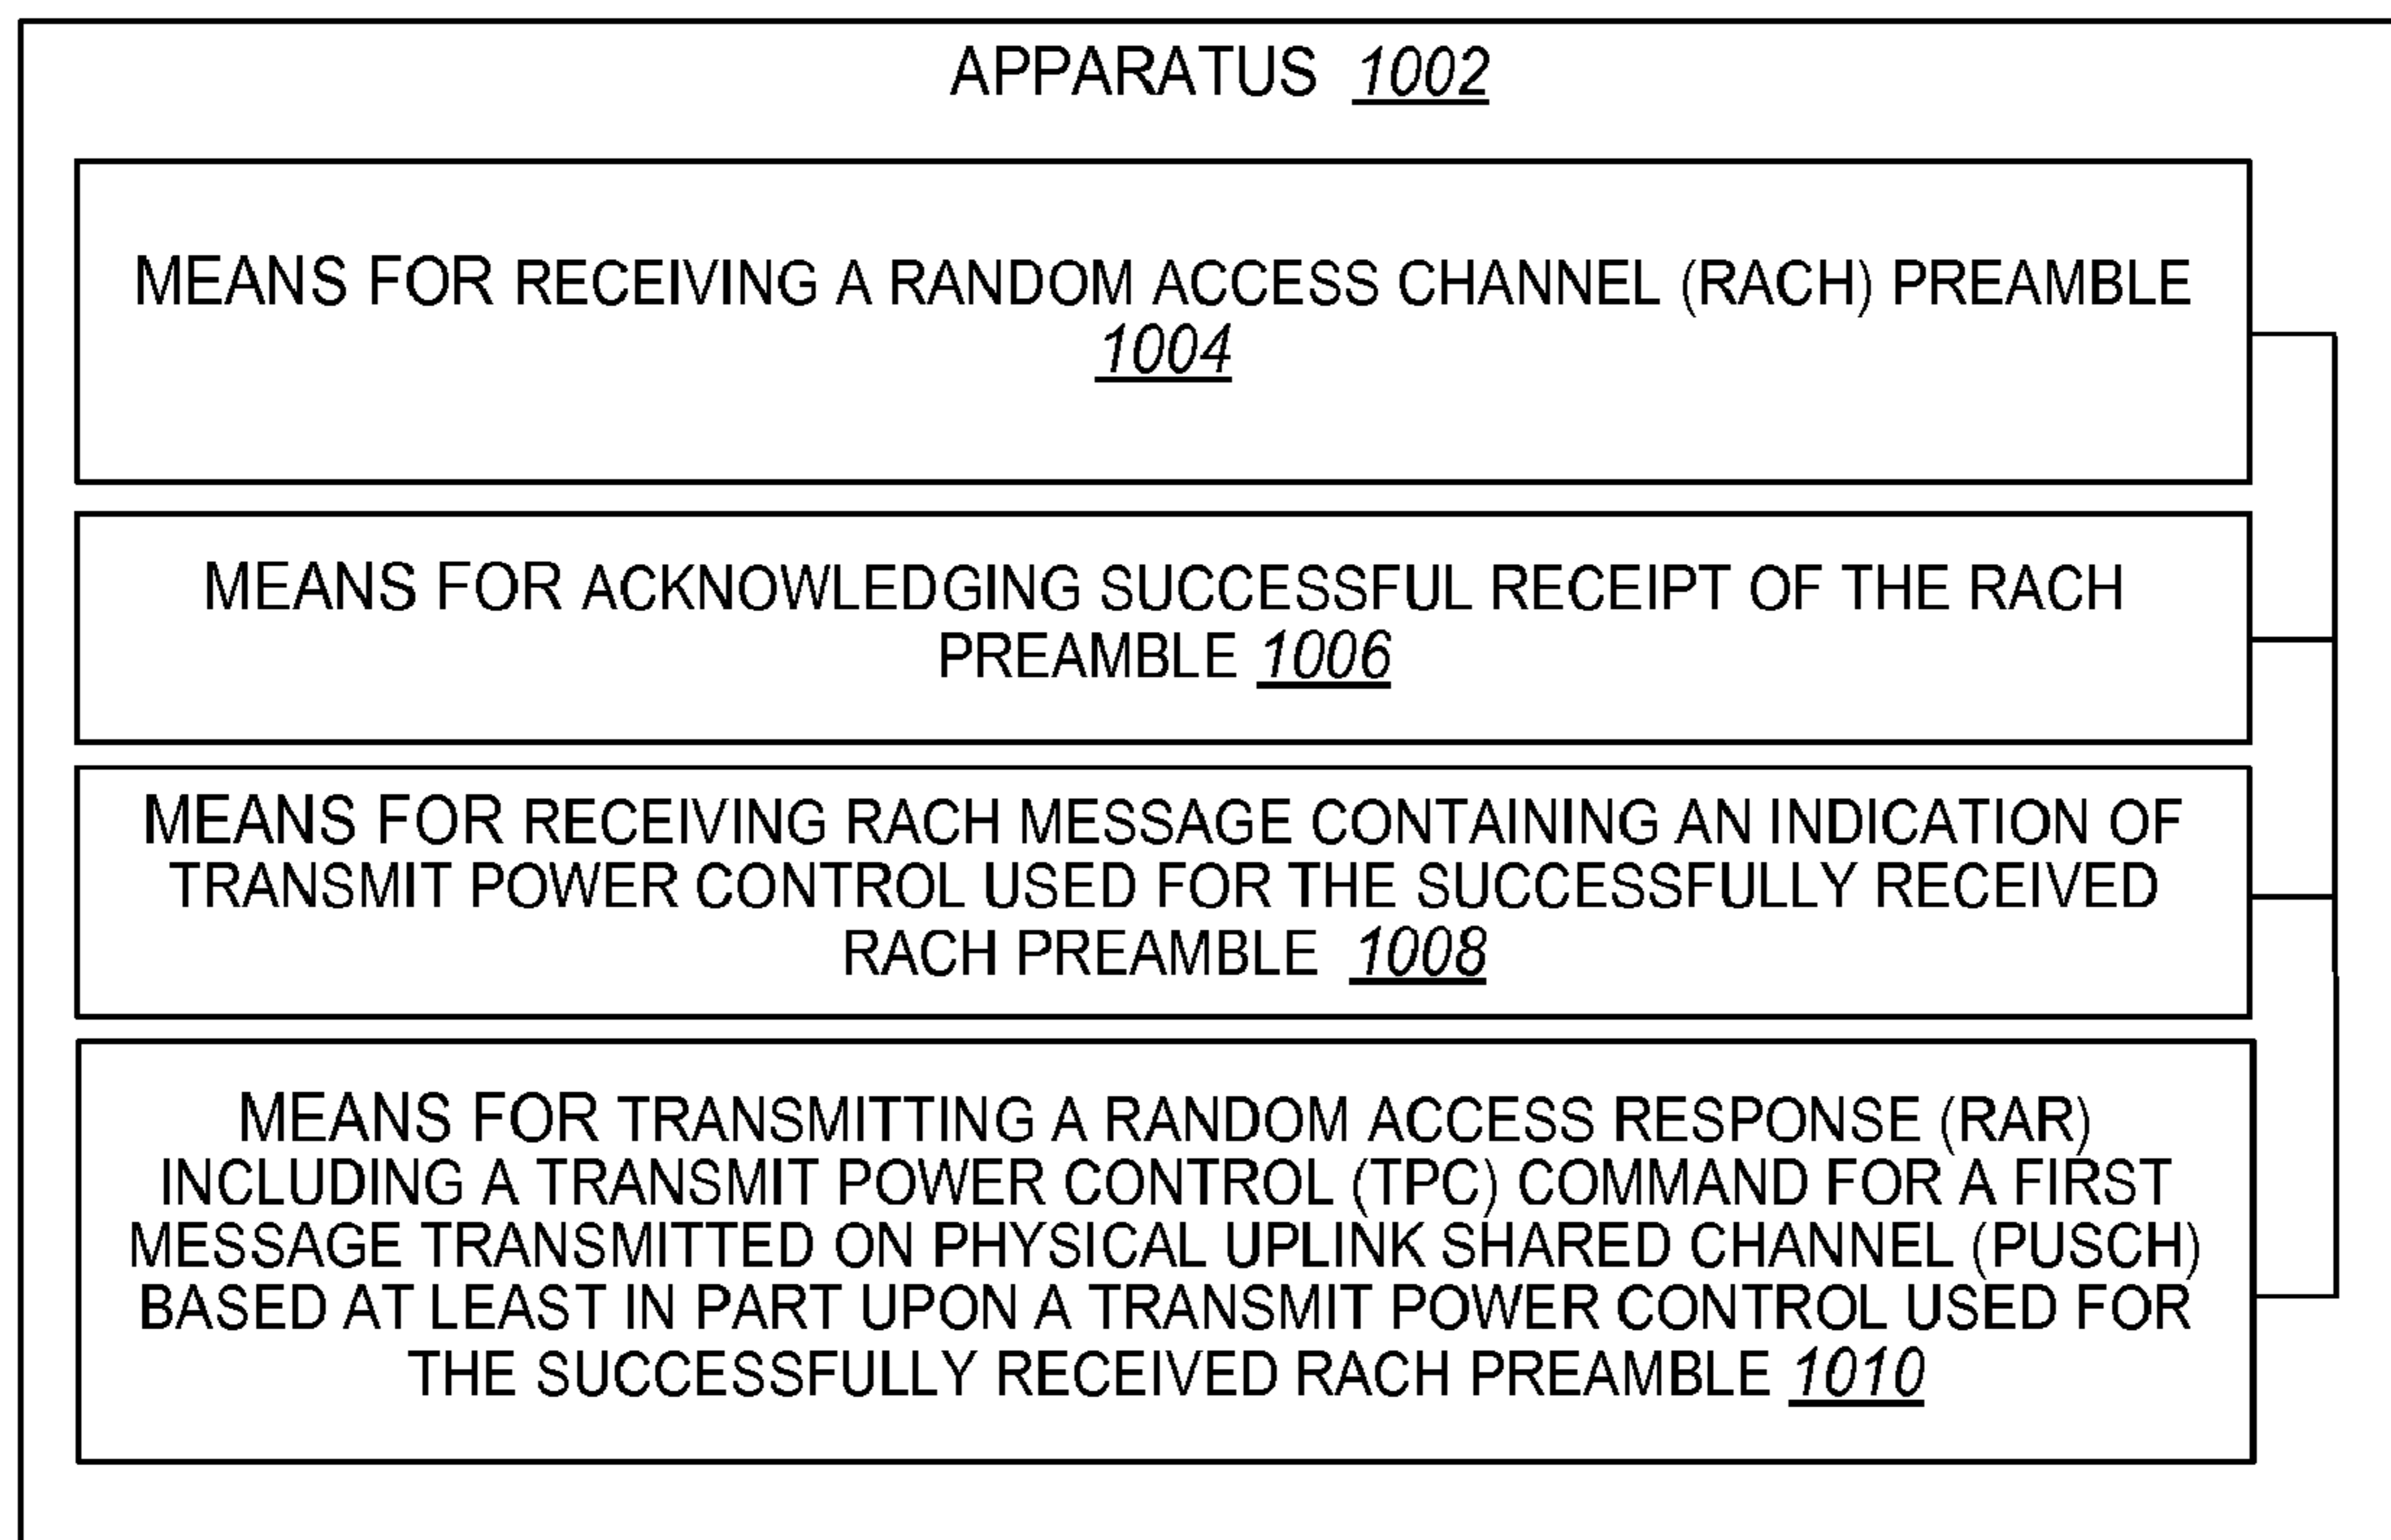 APPARATUS 1002
MEANS FOR RECEIVING A RANDOM ACCESS CHANNEL (RACH) PREAMBLE
1004
MEANS FOR ACKNOWLEDGING SUCCESSFUL RECEIPT OF THE RACH
PREAMBLE 1006
MEANS FOR RECEIVING RACH MESSAGE CONTAINING AN INDICATION OF
TRANSMIT POWER CONTROL USED FOR THE SUCCESSFULLY RECEIVED
RACH PREAMBLE 1008
MEANS FOR TRANSMITTING A RANDOM ACCESS RESPONSE (RAR)
INCLUDING A TRANSMIT POWER CONTROL (TPC) COMMAND FOR A FIRST
MESSAGE TRANSMITTED ON PHYSICAL UPLINK SHARED CHANNEL (PUSCH)
BASED AT LEAST IN PART UPON A TRANSMIT POWER CONTROL USED FOR
THE SUCCESSFULLY RECEIVED RACH PREAMBLE 1010